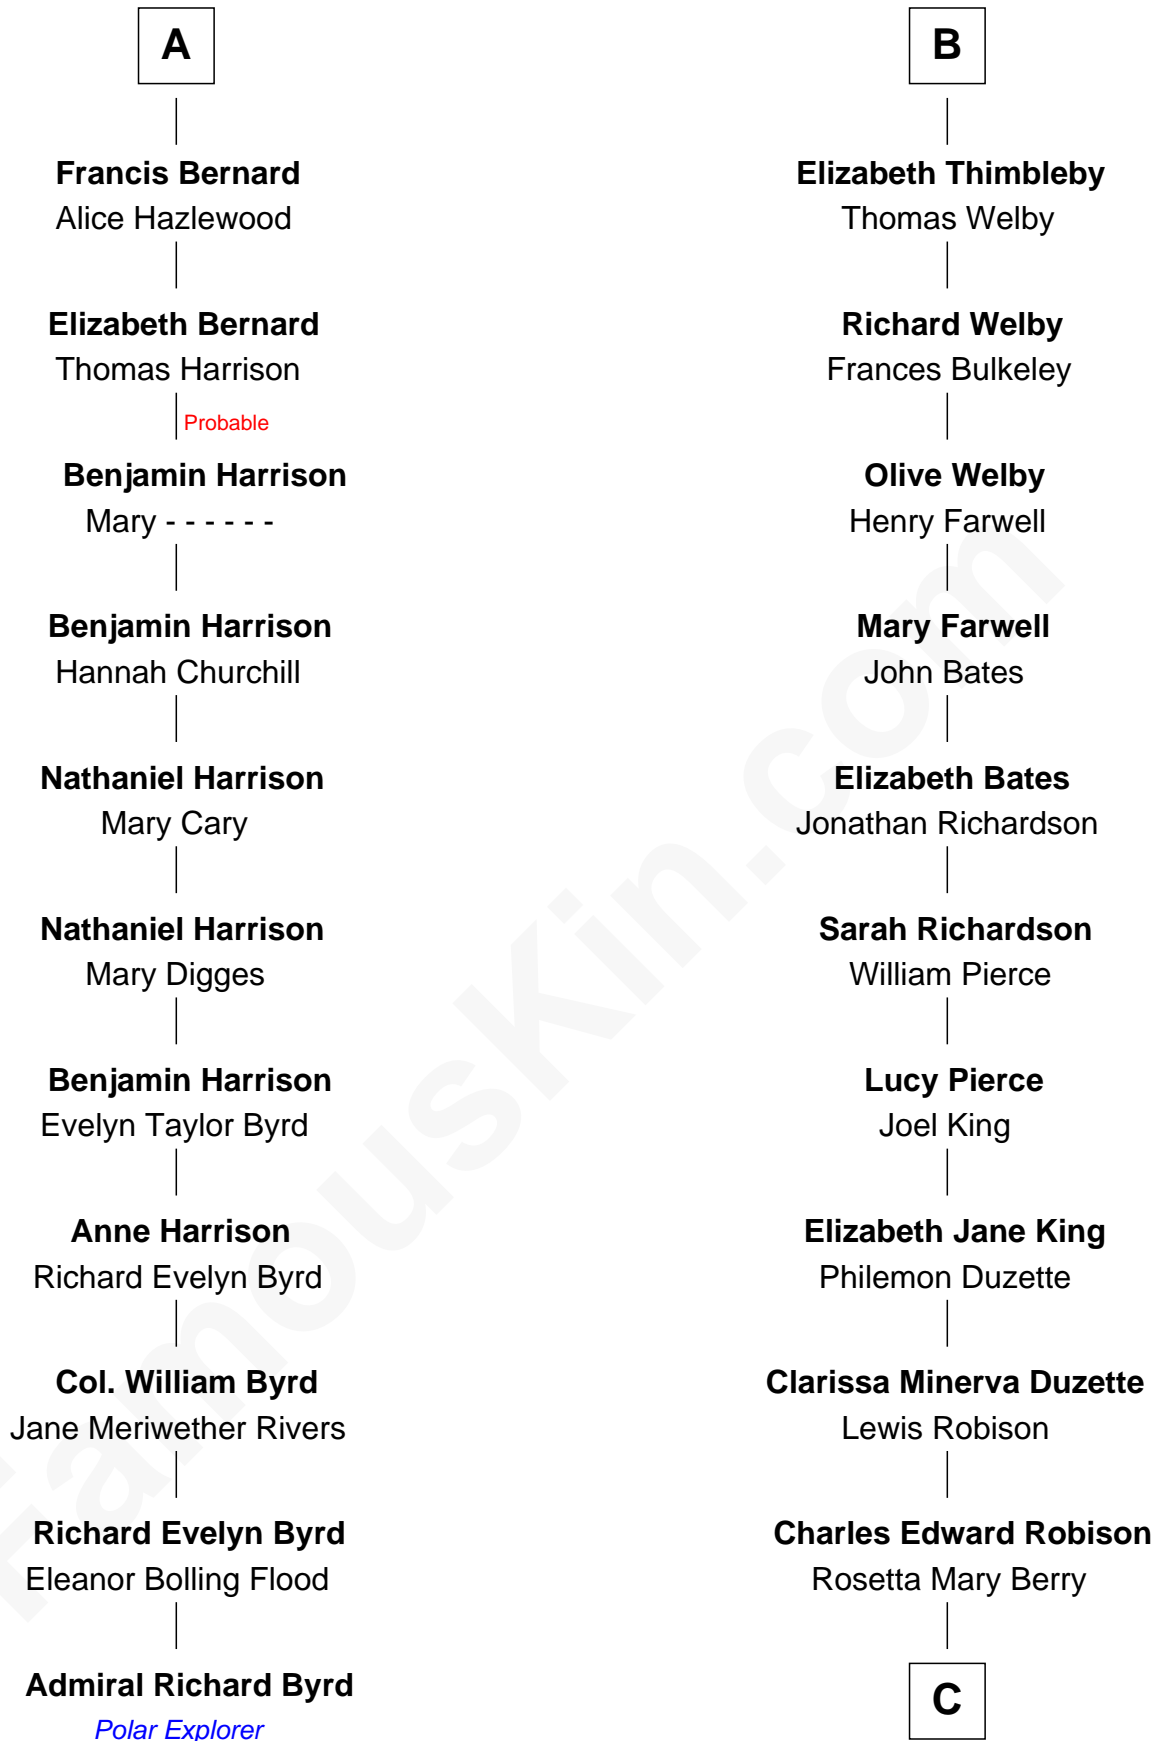 A
Francis Bernard
Alice Hazlewood
Elizabeth Bernard
Thomas Harrison
Probable
Benjamin Harrison
Mary - - - - - -
Benjamin Harrison
Hannah Churchill
Nathaniel Harrison
Mary Cary
Nathaniel Harrison
Mary Digges
Benjamin Harrison
Evelyn Taylor Byrd
Anne Harrison
Richard Evelyn Byrd
Col. William Byrd
Jane Meriwether Rivers
Richard Evelyn Byrd
Eleanor Bolling Flood
Admiral Richard Byrd
Polar Explorer
B
Elizabeth Thimbleby
Thomas Welby
Richard Welby
Frances Bulkeley
Olive Welby
Henry Farwell
Mary Farwell
John Bates
Elizabeth Bates
Jonathan Richardson
Sarah Richardson
William Pierce
Lucy Pierce
Joel King
Elizabeth Jane King
Philemon Duzette
Clarissa Minerva Duzette
Lewis Robison
Charles Edward Robison
Rosetta Mary Berry
C
FamousKin.com